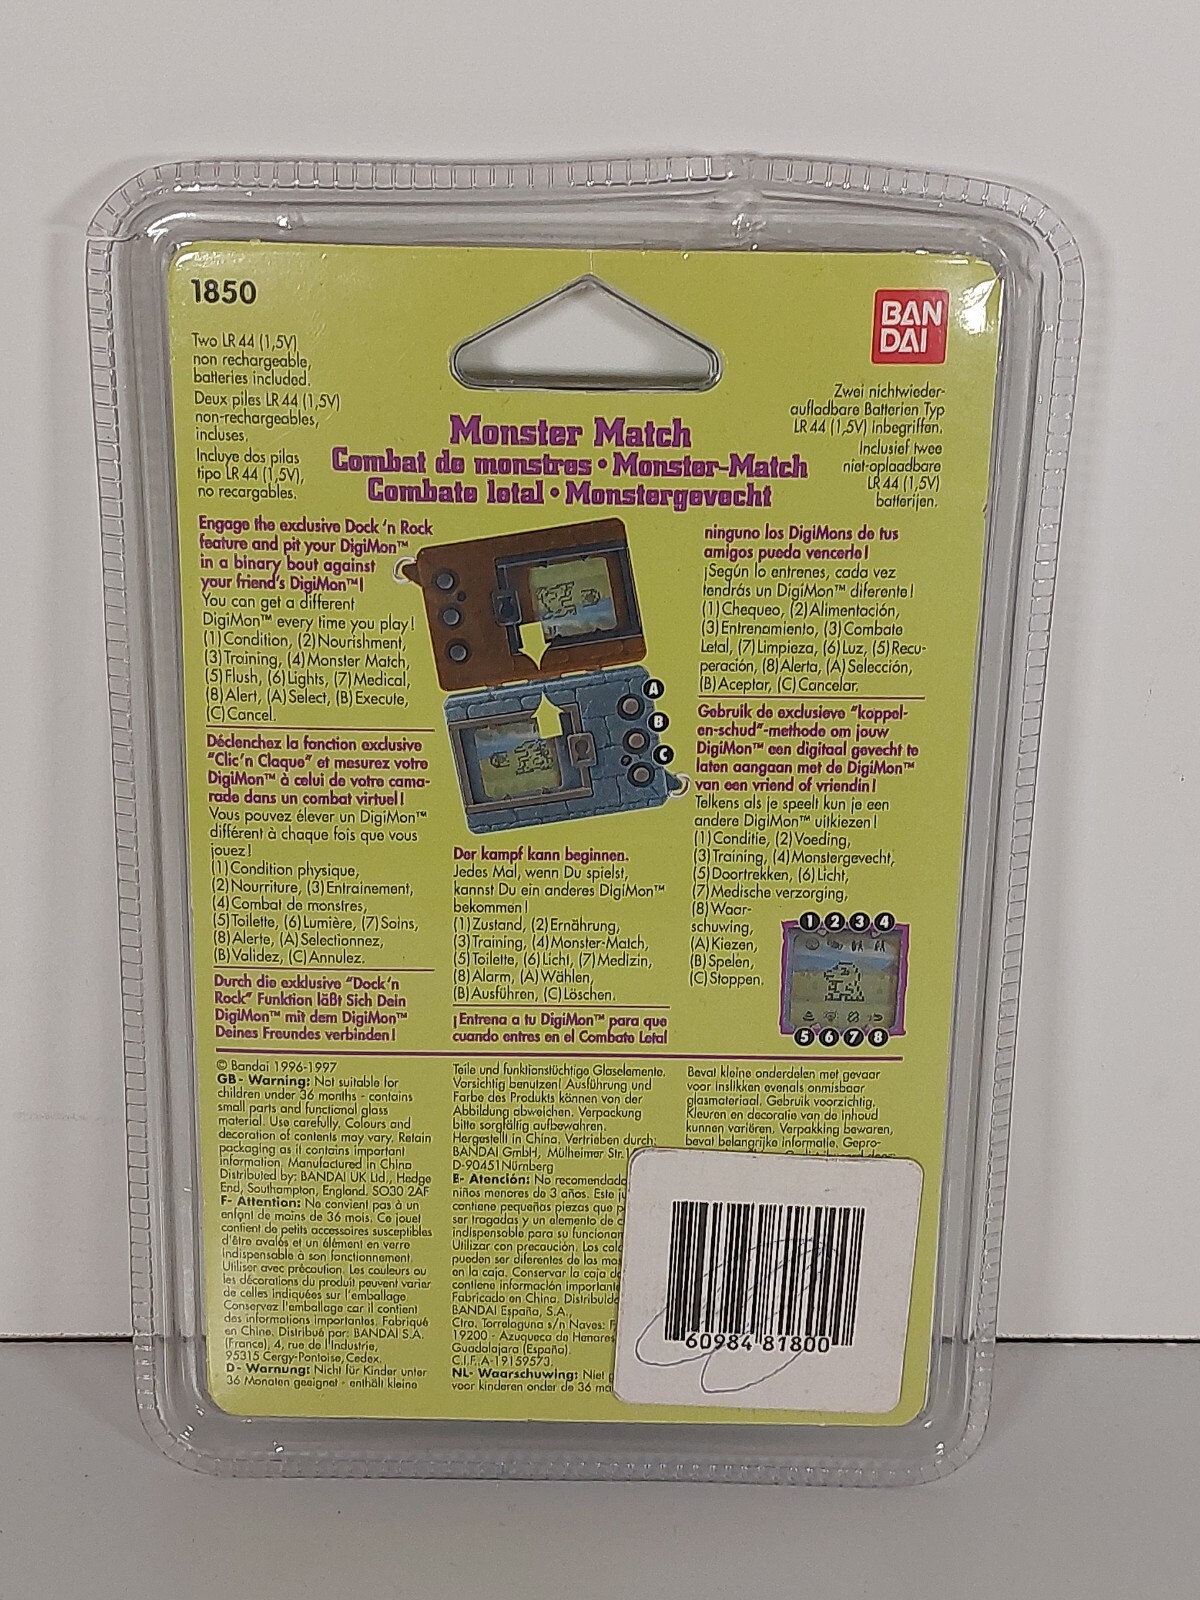 1850
BAN
DAI
Two LR 44 (1,5V)
non rechargeable,
batteries included.
Deux piles LR 44 (1,5V)
non-rechargeables,
incluses.
Incluye dos pilas
tipo LR 44 (1,5V),
no recargables.
Zwei nichtwieder-
aufladbare Batterien Typ
LR 44 (1,5V) inbegriffen.
Inclusief twee
niet-oplaadbare
LR 44 (1,5V)
batterijen.
Monster Match
Combat de monstres • Monster-Match
Combate letal • Monstergevecht
Engage the exclusive Dock 'n Rock
feature and pit your DigiMon™
in a binary bout against
your friend's DigiMon™!
You can get a different
DigiMon™ every time you play!
(1) Condition, (2) Nourishment,
(3) Training, (4) Monster Match,
(5) Flush, (6) Lights, (7) Medical,
(8) Alert, (A) Select, (B) Execute,
(C) Cancel.
Déclenchez la fonction exclusive
"Clic'n Claque" et mesurez votre
DigiMon™ à celui de votre cama-
rade dans un combat virtuel!
Vous pouvez élever un DigiMon™
différent à chaque fois que vous
jouez!
(1) Condition physique,
(2) Nourriture, (3) Entrainement,
(4) Combat de monstres,
(5) Toilette, (6) Lumière, (7) Soins,
(8) Alerte, (A) Selectionnez,
(B) Validez, (C) Annulez.
Durch die exklusive "Dock'n
Rock" Funktion läßt Sich Dein
DigiMon™ mit dem DigiMon™
Deines Freundes verbinden!
A
B
C
Der kampf kann beginnen.
Jedes Mal, wenn Du spielst,
kannst Du ein anderes DigiMon™
bekommen!
(1) Zustand, (2) Ernährung,
(3) Training, (4) Monster-Match,
(5) Toilette, (6) Licht, (7) Medizin,
(8) Alarm, (A) Wählen,
(B) Ausführen, (C) Löschen.
¡Entrena a tu DigiMon™ para que
cuando entres en el Combate Letal
ninguno los DigiMons de tus
amigos pueda vencerle!
¡Según lo entrenes, cada vez
tendrás un DigiMon™ diferente!
(1) Chequeo, (2) Alimentación,
(3) Entrenamiento, (3) Combate
Letal, (7) Limpieza, (6) Luz, (5) Recu-
peración, (8) Alerta, (A) Selección,
(B) Aceptar, (C) Cancelar.
Gebruik de exclusieve "koppel-
en-schud"-methode om jouw
DigiMon™ een digitaal gevecht te
laten aangaan met de DigiMon™
van een vriend of vriendin!
Telkens als je speelt kun je een
andere DigiMon™ uitkiezen!
(1) Conditie, (2) Voeding,
(3) Training, (4) Monstergevecht,
(5) Doortrekken, (6) Licht,
(7) Medische verzorging,
(8) Waar-
schuwing,
(A) Kiezen,
(B) Spelen,
(C) Stoppen.
1 2 3 4
5 6 7 8
© Bandai 1996-1997
GB- Warning: Not suitable for
children under 36 months - contains
small parts and functional glass
material. Use carefully. Colours and
decoration of contents may vary. Retain
packaging as it contains important
information. Manufactured in China
Distributed by: BANDAI UK Ltd., Hedge
End, Southampton, England. SO30 2AF
F- Attention: Ne convient pas à un
enfant de moins de 36 mois. Ce jouet
contient de petits accessoires susceptibles
d'être avalés et un élément en verre
indispensable à son fonctionnement.
Utiliser avec précaution. Les couleurs ou
les décorations du produit peuvent varier
de celles indiquées sur l'emballage.
Conservez l'emballage car il contient
des informations importantes. Fabriqué
en Chine. Distribué par: BANDAI S.A.
(France), 4, rue de l'Industrie,
95315 Cergy-Pontoise, Cedex.
D- Warnung: Nicht für Kinder unter
36 Monaten geeignet - enthält kleine
Teile und funktionstüchtige Glaselemente.
Vorsichtig benutzen! Ausführung und
Farbe des Produkts können von der
Abbildung abweichen. Verpackung
bitte sorgfältig aufbewahren.
Hergestellt in China. Vertrieben durch:
BANDAI GmbH, Mülheimer Str.
D-90451 Nürnberg
E- Atención: No recomendado
niños menores de 3 años. Este
contiene pequeñas piezas que
ser tragadas y un elemento de
indispensable para su
Utilizar con precaución. Los
pueden ser diferentes de las
en la caja. Conservar la caja
contiene información
Fabricado en China.
BANDAI España, S.A.,
Ctra. Torrelaguna s/n Naves:
19200 - Azuqueca de Henares
Guadalajara (España).
C.I.F. A-19159573.
NL- Waarschuwing: Niet
voor kinderen onder de 36
Bevat kleine onderdelen met gevaar
voor inslikken evenals onmisbaar
glasmateriaal. Gebruik voorzichtig.
Kleuren en decoratie van de inhoud
kunnen variëren. Verpakking bewaren,
bevat belangrijke informatie. Gepro-
60984 81800